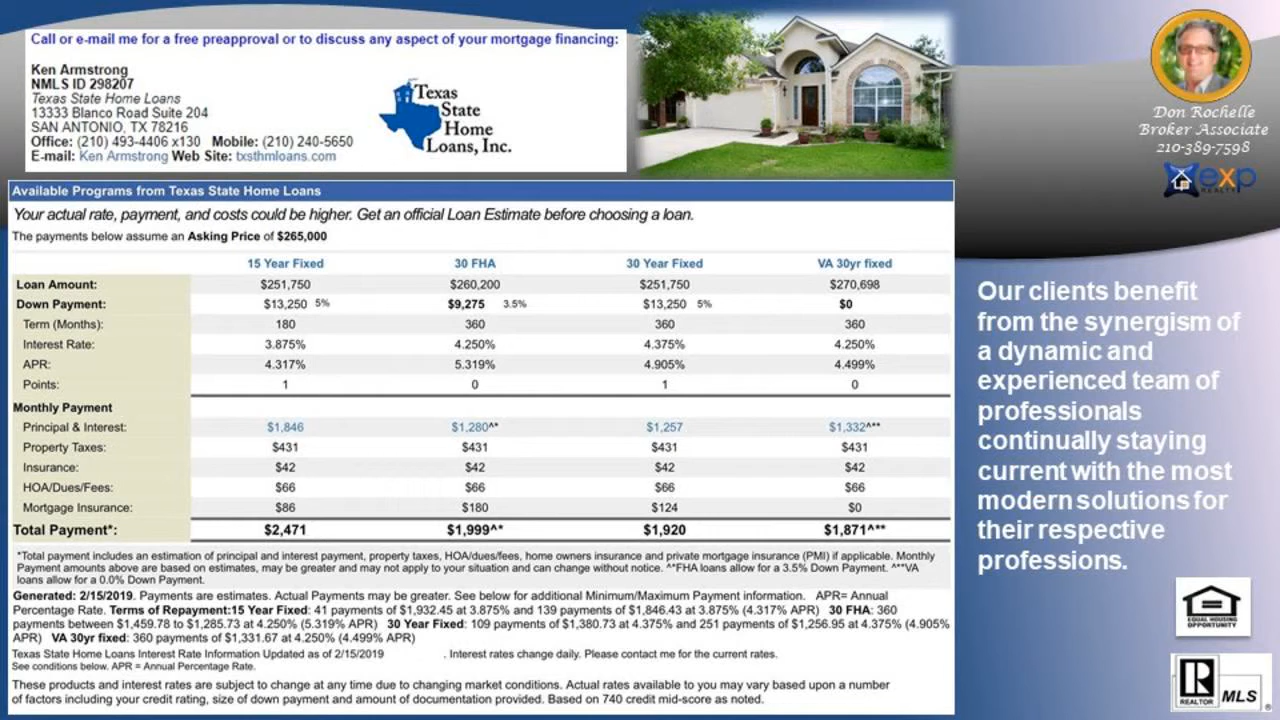 Call or e-mail me for a free preapproval or to discuss any aspect of your mortgage financing:
Ken Armstrong
NMLS ID 298207
Texas State Home Loans
13333 Blanco Road Suite 204
SAN ANTONIO, TX 78216
Office: (210) 493-4406 x130 Mobile: (210) 240-5650
E-mail: Ken Armstrong Web Site: txsthmloans.com
Texas
State
Home
Loans, Inc.
Don Rochelle
Broker Associate
210-389-7598
exp
REALTY
Available Programs from Texas State Home Loans
Your actual rate, payment, and costs could be higher. Get an official Loan Estimate before choosing a loan.
The payments below assume an Asking Price of $265,000
15 Year Fixed 30 FHA 30 Year Fixed VA 30yr fixed
Loan Amount: $251,750 $260,200 $251,750 $270,698
Down Payment: $13,250 5% $9,275 3.5% $13,250 5% $0
Term (Months): 180 360 360 360
Interest Rate: 3.875% 4.250% 4.375% 4.250%
APR: 4.317% 5.319% 4.905% 4.499%
Points: 1 0 1 0
Monthly Payment
Principal & Interest: $1,846 $1,280^* $1,257 $1,332^**
Property Taxes: $431 $431 $431 $431
Insurance: $42 $42 $42 $42
HOA/Dues/Fees: $66 $66 $66 $66
Mortgage Insurance: $86 $180 $124 $0
Total Payment*: $2,471 $1,999^* $1,920 $1,871^**
*Total payment includes an estimation of principal and interest payment, property taxes, HOA/dues/fees, home owners insurance and private mortgage insurance (PMI) if applicable. Monthly
Payment amounts above are based on estimates, may be greater and may not apply to your situation and can change without notice. ^*FHA loans allow for a 3.5% Down Payment. ^**VA
loans allow for a 0.0% Down Payment.
Generated: 2/15/2019. Payments are estimates. Actual Payments may be greater. See below for additional Minimum/Maximum Payment information. APR= Annual
Percentage Rate. Terms of Repayment:15 Year Fixed: 41 payments of $1,932.45 at 3.875% and 139 payments of $1,846.43 at 3.875% (4.317% APR) 30 FHA: 360
payments between $1,459.78 to $1,285.73 at 4.250% (5.319% APR) 30 Year Fixed: 109 payments of $1,380.73 at 4.375% and 251 payments of $1,256.95 at 4.375% (4.905%
APR) VA 30yr fixed: 360 payments of $1,331.67 at 4.250% (4.499% APR)
Texas State Home Loans Interest Rate Information Updated as of 2/15/2019 . Interest rates change daily. Please contact me for the current rates.
See conditions below. APR = Annual Percentage Rate.
These products and interest rates are subject to change at any time due to changing market conditions. Actual rates available to you may vary based upon a number
of factors including your credit rating, size of down payment and amount of documentation provided. Based on 740 credit mid-score as noted.
Our clients benefit
from the synergism of
a dynamic and
experienced team of
professionals
continually staying
current with the most
modern solutions for
their respective
professions.
EQUAL HOUSING
OPPORTUNITY
REALTOR MLS ®